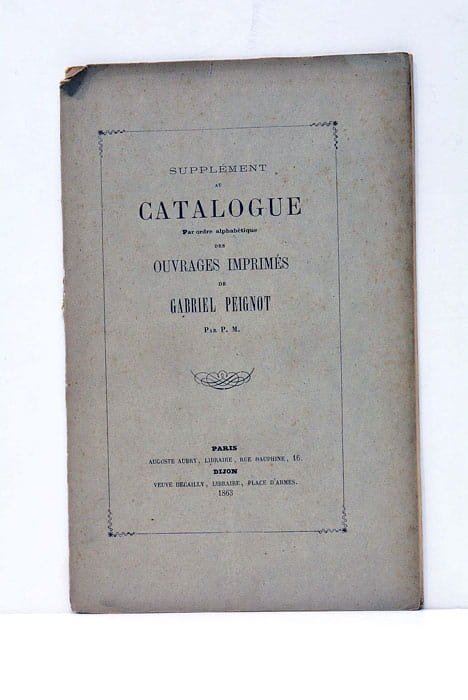 SUPPLÉMENT
AU
CATALOGUE
Par ordre alphabétique
DES
OUVRAGES IMPRIMÉS
DE
GABRIEL PEIGNOT
PAR P. M.
PARIS
AUGUSTE AUBRY, LIBRAIRE, RUE DAUPHINE, 16.
DIJON
VEUVE DECAILLY, LIBRAIRE, PLACE D'ARMES.
1863